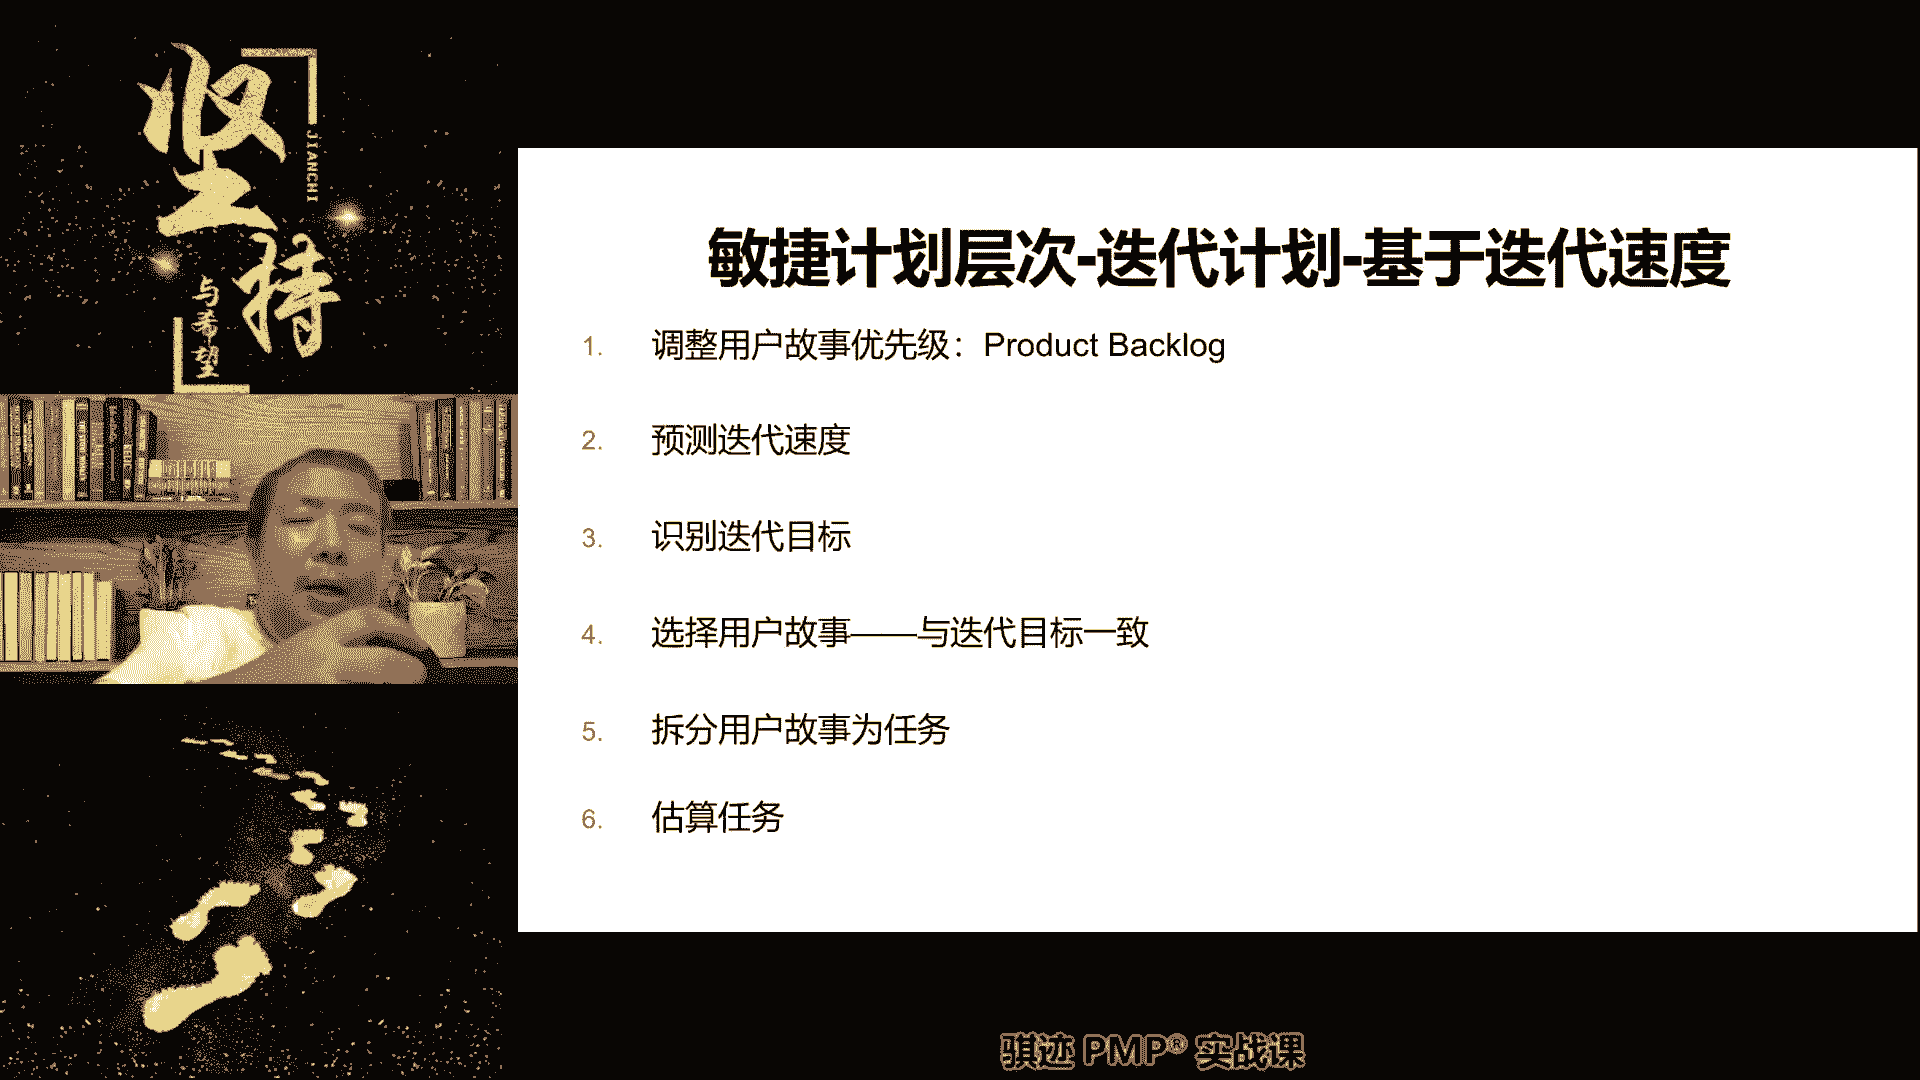 坚持
JIANCHI
与希望
敏捷计划层次-迭代计划-基于迭代速度
1. 调整用户故事优先级：Product Backlog
2. 预测迭代速度
3. 识别迭代目标
4. 选择用户故事——与迭代目标一致
5. 拆分用户故事为任务
6. 估算任务
骐迹 PMP® 实战课